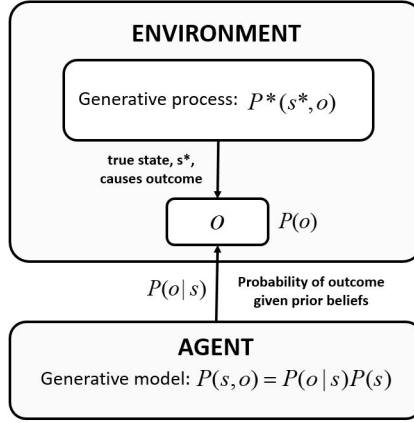 ENVIRONMENT
Generative process: P*(s*,o)
true state, s*,
causes outcome
o P(o)
P(o|s) Probability of outcome
given prior beliefs
AGENT
Generative model: P(s,o) = P(o|s)P(s)